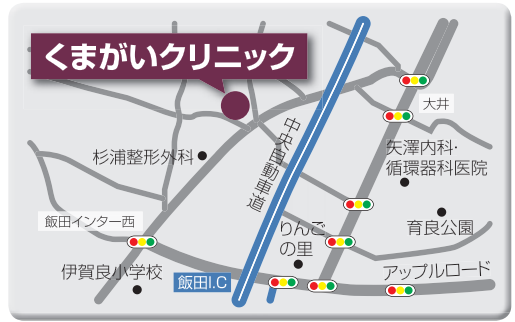 くまがいクリニック
大井
中央自動車道
矢澤内科・
循環器科医院
杉浦整形外科
飯田インター西
育良公園
りんご
の里
伊賀良小学校
飯田I.C
アップルロード